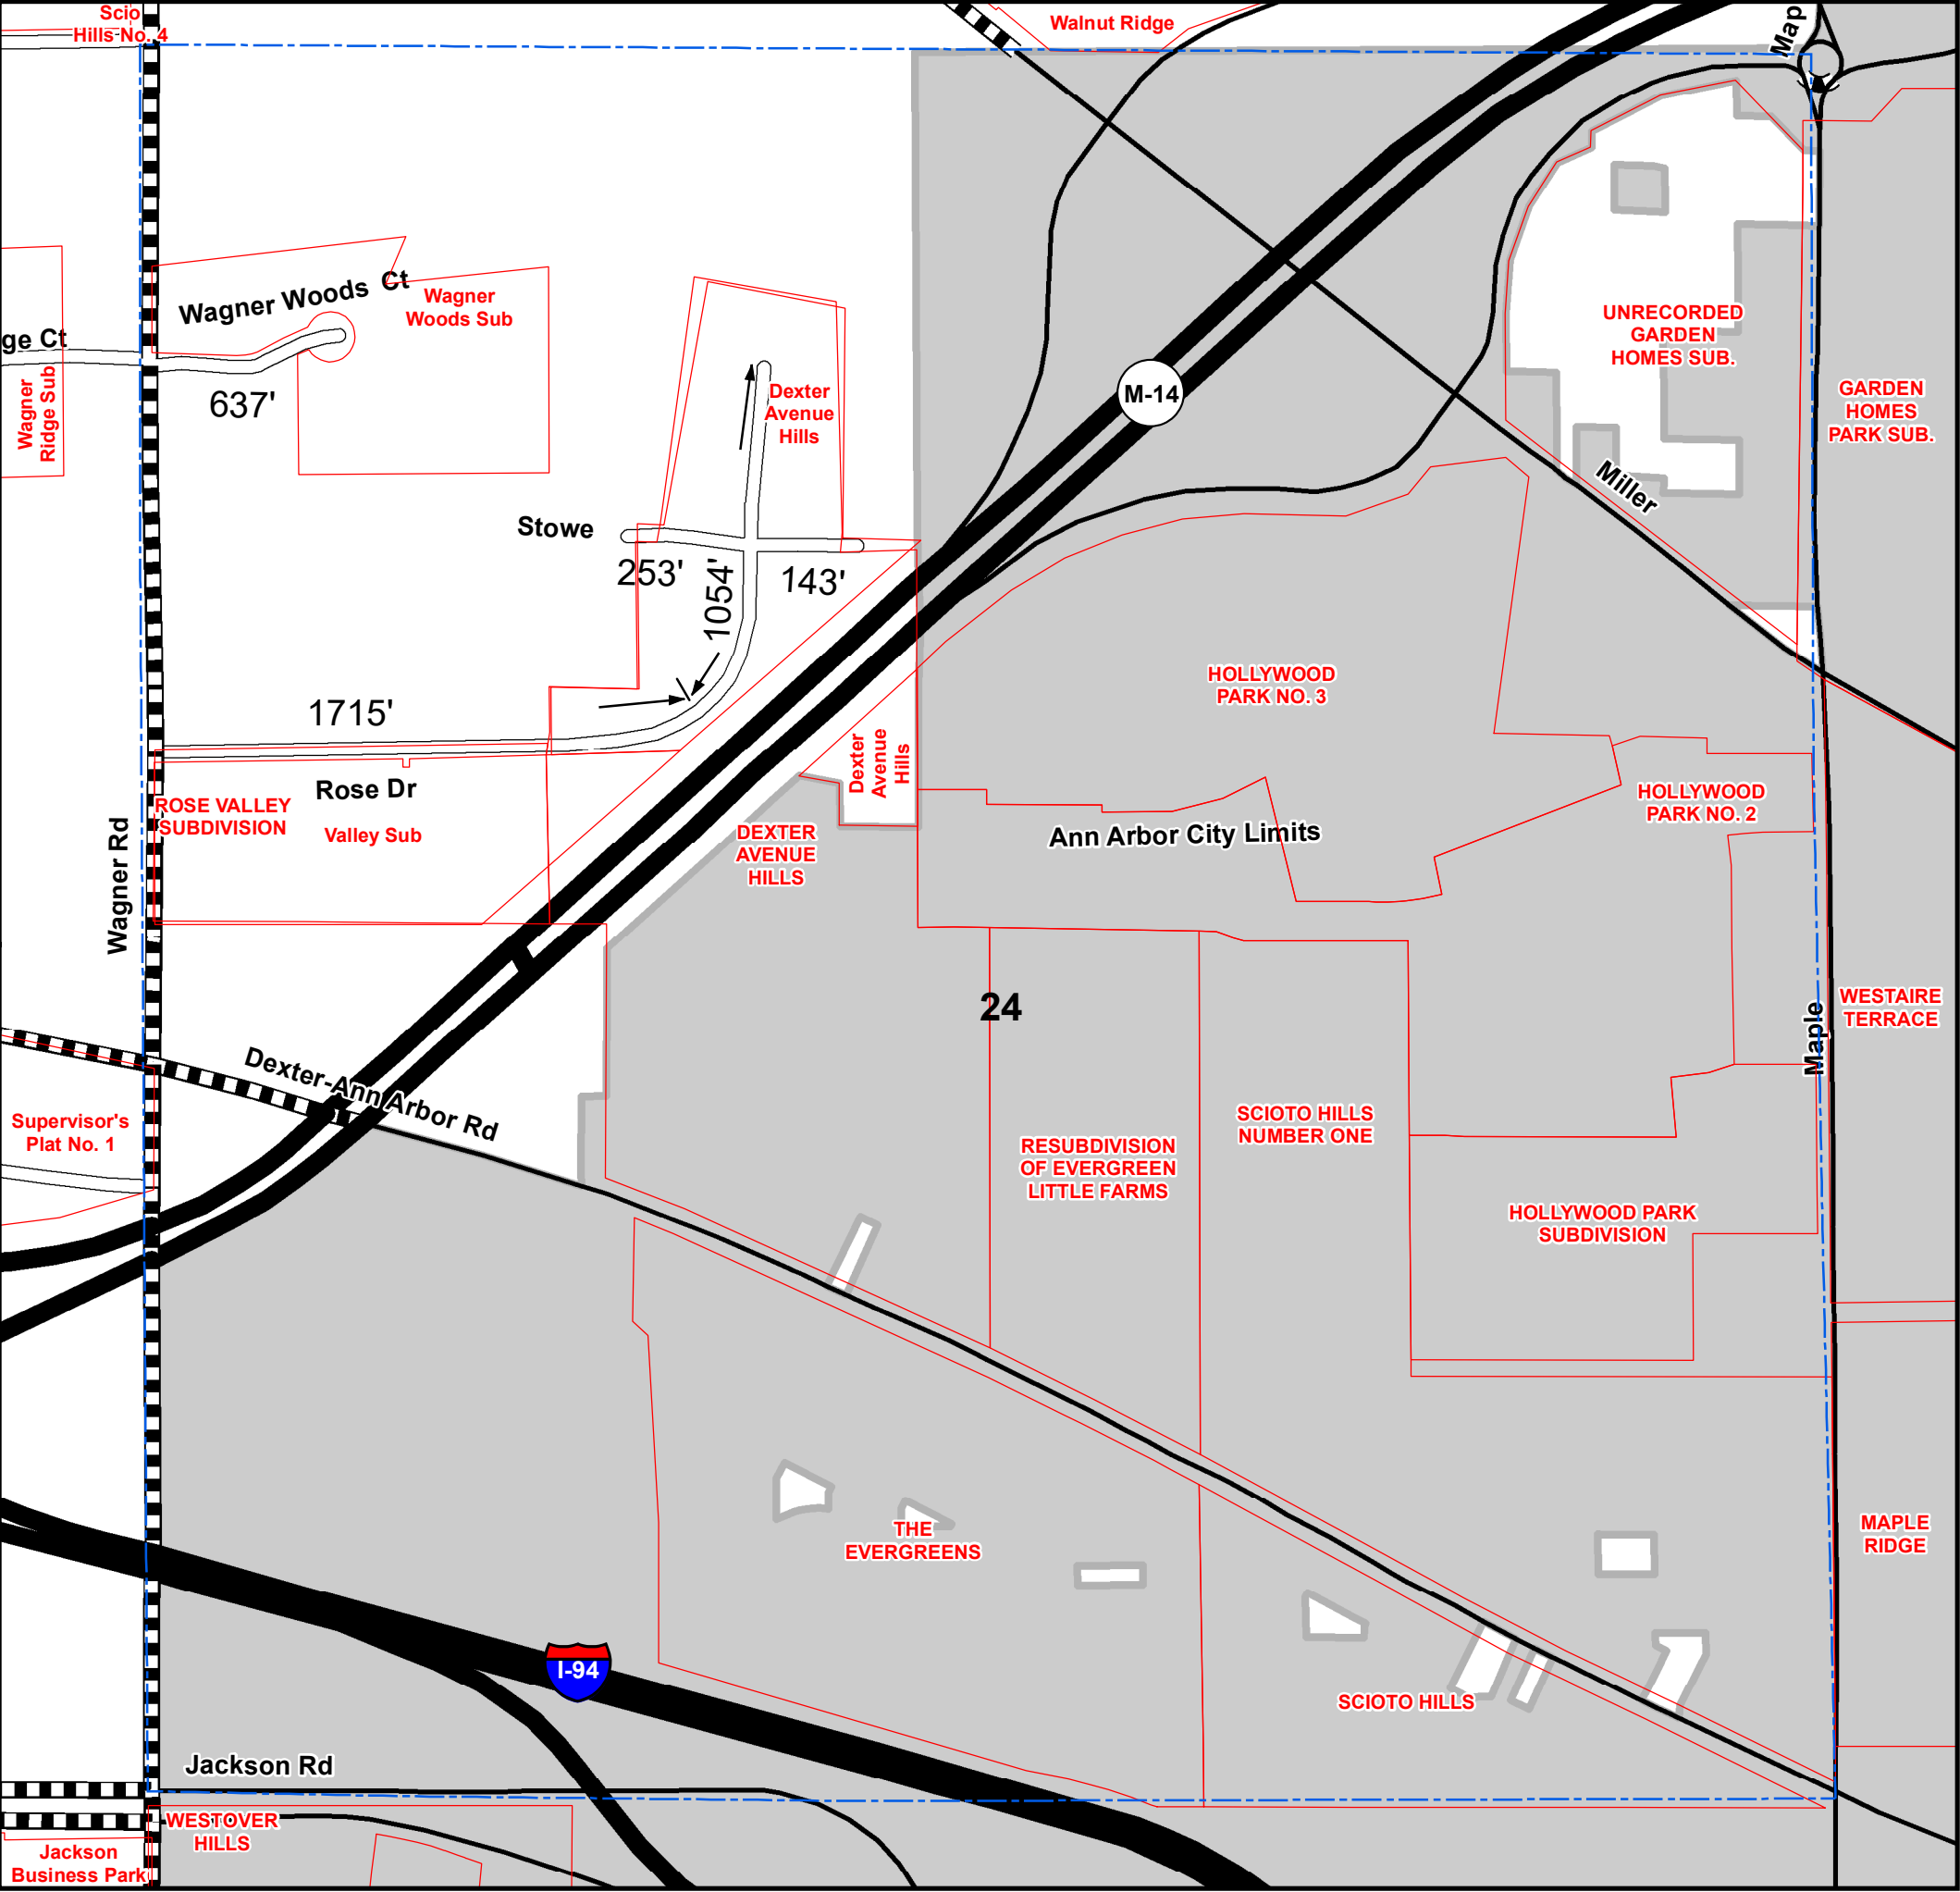 Scio
Hills No. 4
Walnut Ridge
Map
Wagner Woods Ct
Wagner
Woods Sub
ge Ct
Wagner
Ridge Sub
637'
Dexter
Avenue
Hills
M-14
UNRECORDED
GARDEN
HOMES SUB.
GARDEN
HOMES
PARK SUB.
Miller
Stowe
253'
1054'
143'
HOLLYWOOD
PARK NO. 3
1715'
Rose Dr
ROSE VALLEY
SUBDIVISION
Valley Sub
Dexter
Avenue
Hills
DEXTER
AVENUE
HILLS
Ann Arbor City Limits
HOLLYWOOD
PARK NO. 2
Wagner Rd
24
WESTAIRE
TERRACE
Maple
Dexter-Ann Arbor Rd
Supervisor's
Plat No. 1
RESUBDIVISION
OF EVERGREEN
LITTLE FARMS
SCIOTO HILLS
NUMBER ONE
HOLLYWOOD PARK
SUBDIVISION
THE
EVERGREENS
MAPLE
RIDGE
I-94
SCIOTO HILLS
Jackson Rd
WESTOVER
HILLS
Jackson
Business Park